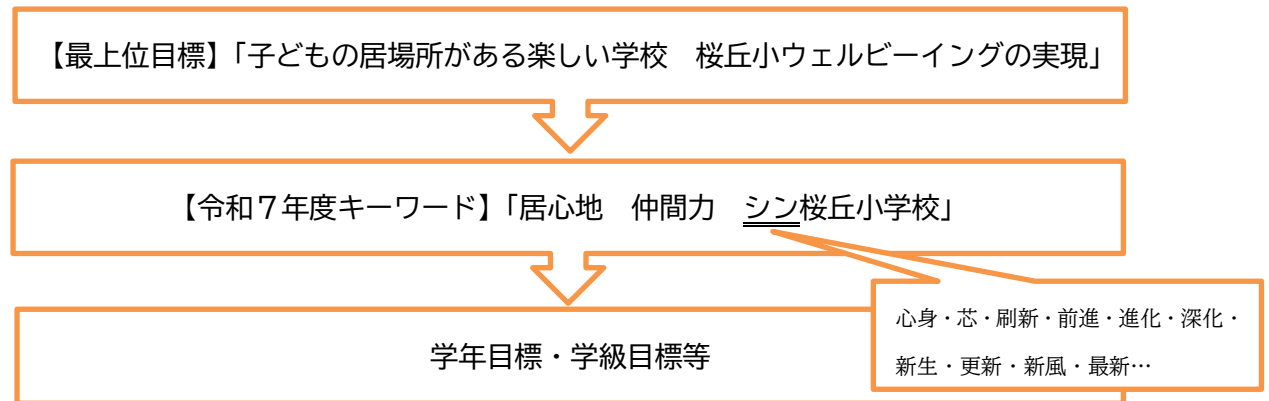 【最上位目標】「子どもの居場所がある楽しい学校　桜丘小ウェルビーイングの実現」
【令和７年度キーワード】「居心地　仲間力　シン桜丘小学校」
心身・芯・刷新・前進・進化・深化・
新生・更新・新風・最新…
学年目標・学級目標等